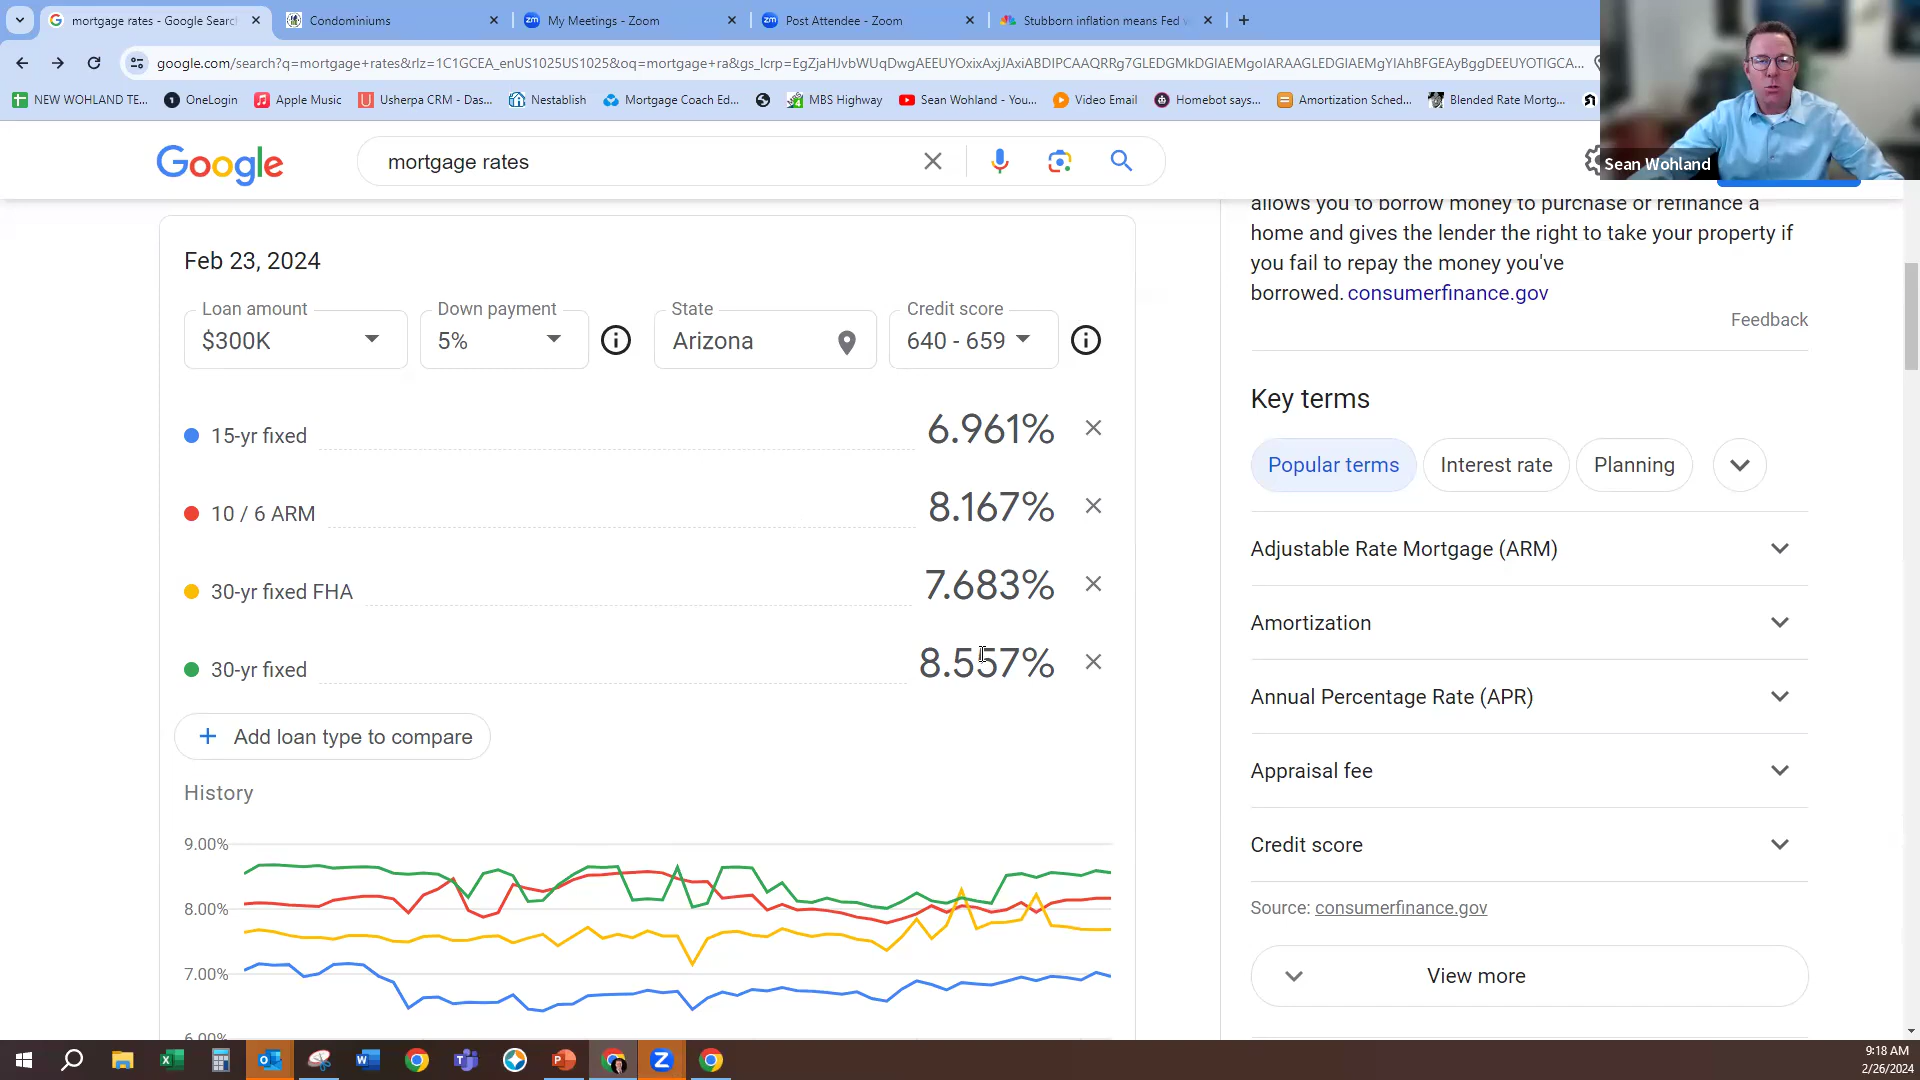 mortgage rates - Google Searc
Condominiums
zm My Meetings - Zoom
zm Post Attendee - Zoom
Stubborn inflation means Fed w
google.com/search?q=mortgage+rates&rlz=1C1GCEA_enUS1025US1025&oq=mortgage+ra&gs_lcrp=EgZjaHJvbWUqDwgAEEUYOxixAxjJAxiABDIPCAAQRRg7GLEDGMkDGIAEMgoIARAAGLEDGIAEMgYIAhBFGEAyBggDEEUYOTIGCA...
NEW WOHLAND TE...
OneLogin
Apple Music
Usherpa CRM - Das...
Nestablish
Mortgage Coach Ed...
MBS Highway
Sean Wohland - You...
Video Email
Homebot says...
Amortization Sched...
Blended Rate Mortg...
Sean Wohland
Google
mortgage rates
Feb 23, 2024
Loan amount
$300K
Down payment
5%
State
Arizona
Credit score
640 - 659
15-yr fixed 6.961%
10 / 6 ARM 8.167%
30-yr fixed FHA 7.683%
30-yr fixed 8.557%
+ Add loan type to compare
History
9.00%
8.00%
7.00%
6.00%
allows you to borrow money to purchase or refinance a
home and gives the lender the right to take your property if
you fail to repay the money you've
borrowed. consumerfinance.gov
Feedback
Key terms
Popular terms
Interest rate
Planning
Adjustable Rate Mortgage (ARM)
Amortization
Annual Percentage Rate (APR)
Appraisal fee
Credit score
Source: consumerfinance.gov
View more
9:18 AM
2/26/2024